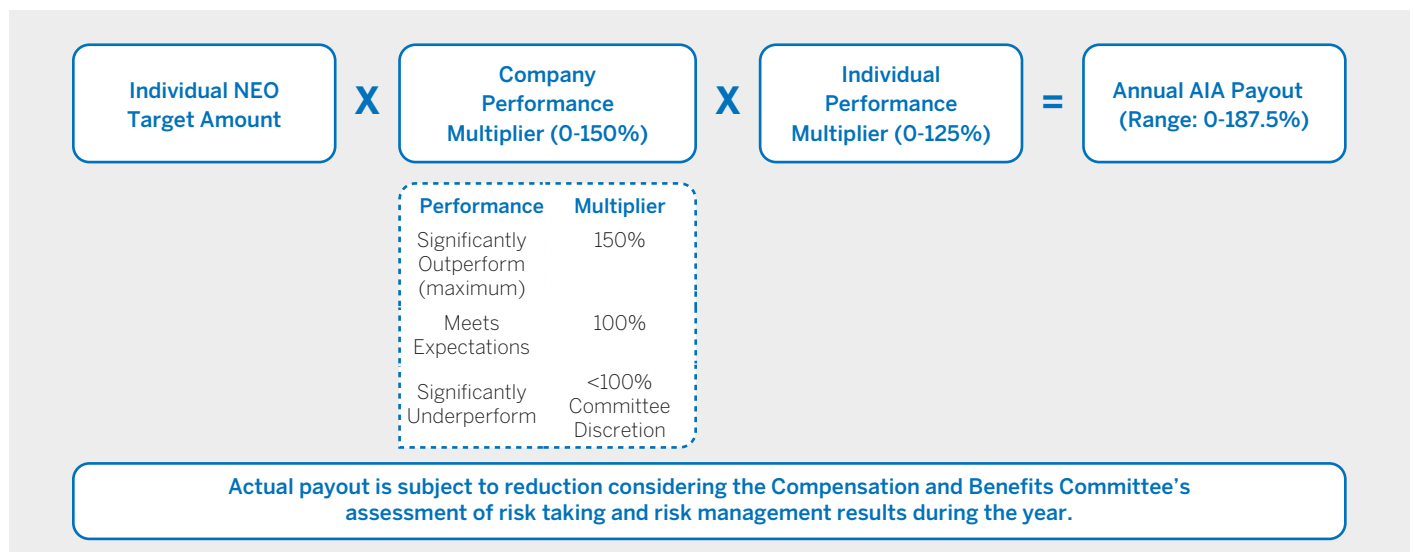 Individual NEO
Target Amount
X
Company
Performance
Multiplier (0-150%)
X
Individual
Performance
Multiplier (0-125%)
=
Annual AIA Payout
(Range: 0-187.5%)
Performance Multiplier
Significantly 150%
Outperform
(maximum)
Meets 100%
Expectations
Significantly
Underperform
<100%
Committee
Discretion
Actual payout is subject to reduction considering the Compensation and Benefits Committee’s
assessment of risk taking and risk management results during the year.